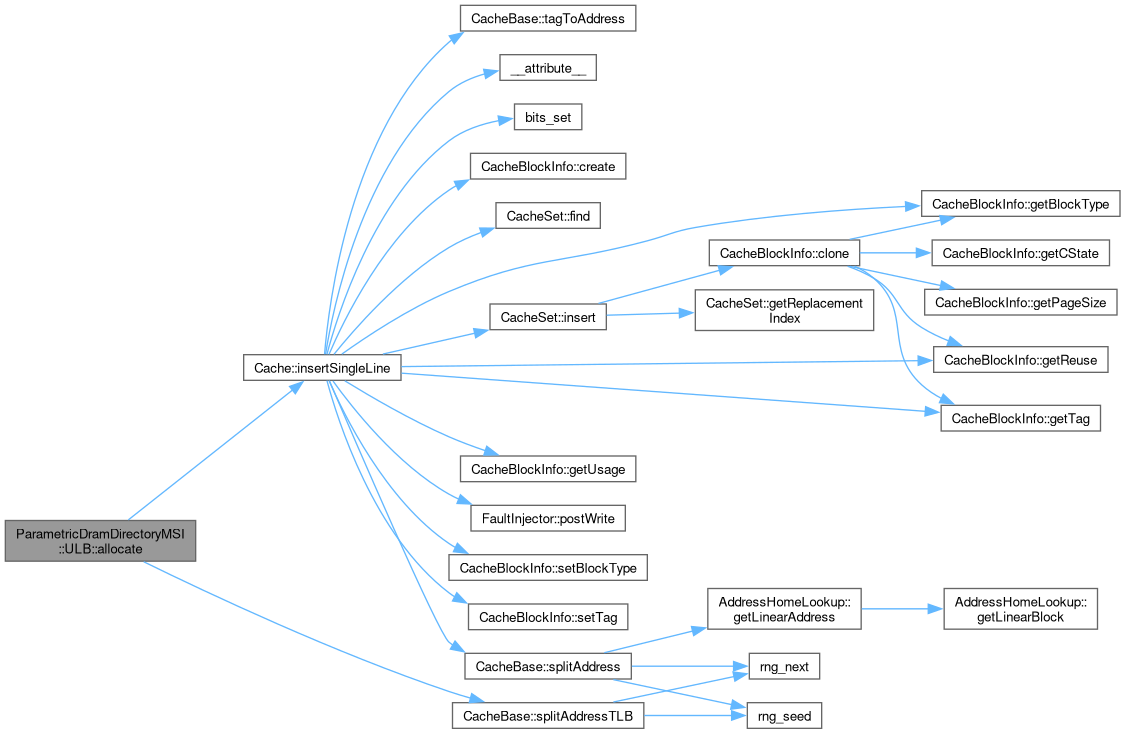 CacheBase::tagToAddress
__attribute__
bits_set
CacheBlockInfo::create
CacheSet::find
CacheBlockInfo::getBlockType
CacheBlockInfo::clone
CacheBlockInfo::getCState
CacheBlockInfo::getPageSize
CacheSet::getReplacement
Index
CacheSet::insert
CacheBlockInfo::getReuse
Cache::insertSingleLine
CacheBlockInfo::getTag
CacheBlockInfo::getUsage
FaultInjector::postWrite
ParametricDramDirectoryMSI
::ULB::allocate
CacheBlockInfo::setBlockType
CacheBlockInfo::setTag
AddressHomeLookup::
getLinearAddress
AddressHomeLookup::
getLinearBlock
CacheBase::splitAddress
rng_next
CacheBase::splitAddressTLB
rng_seed